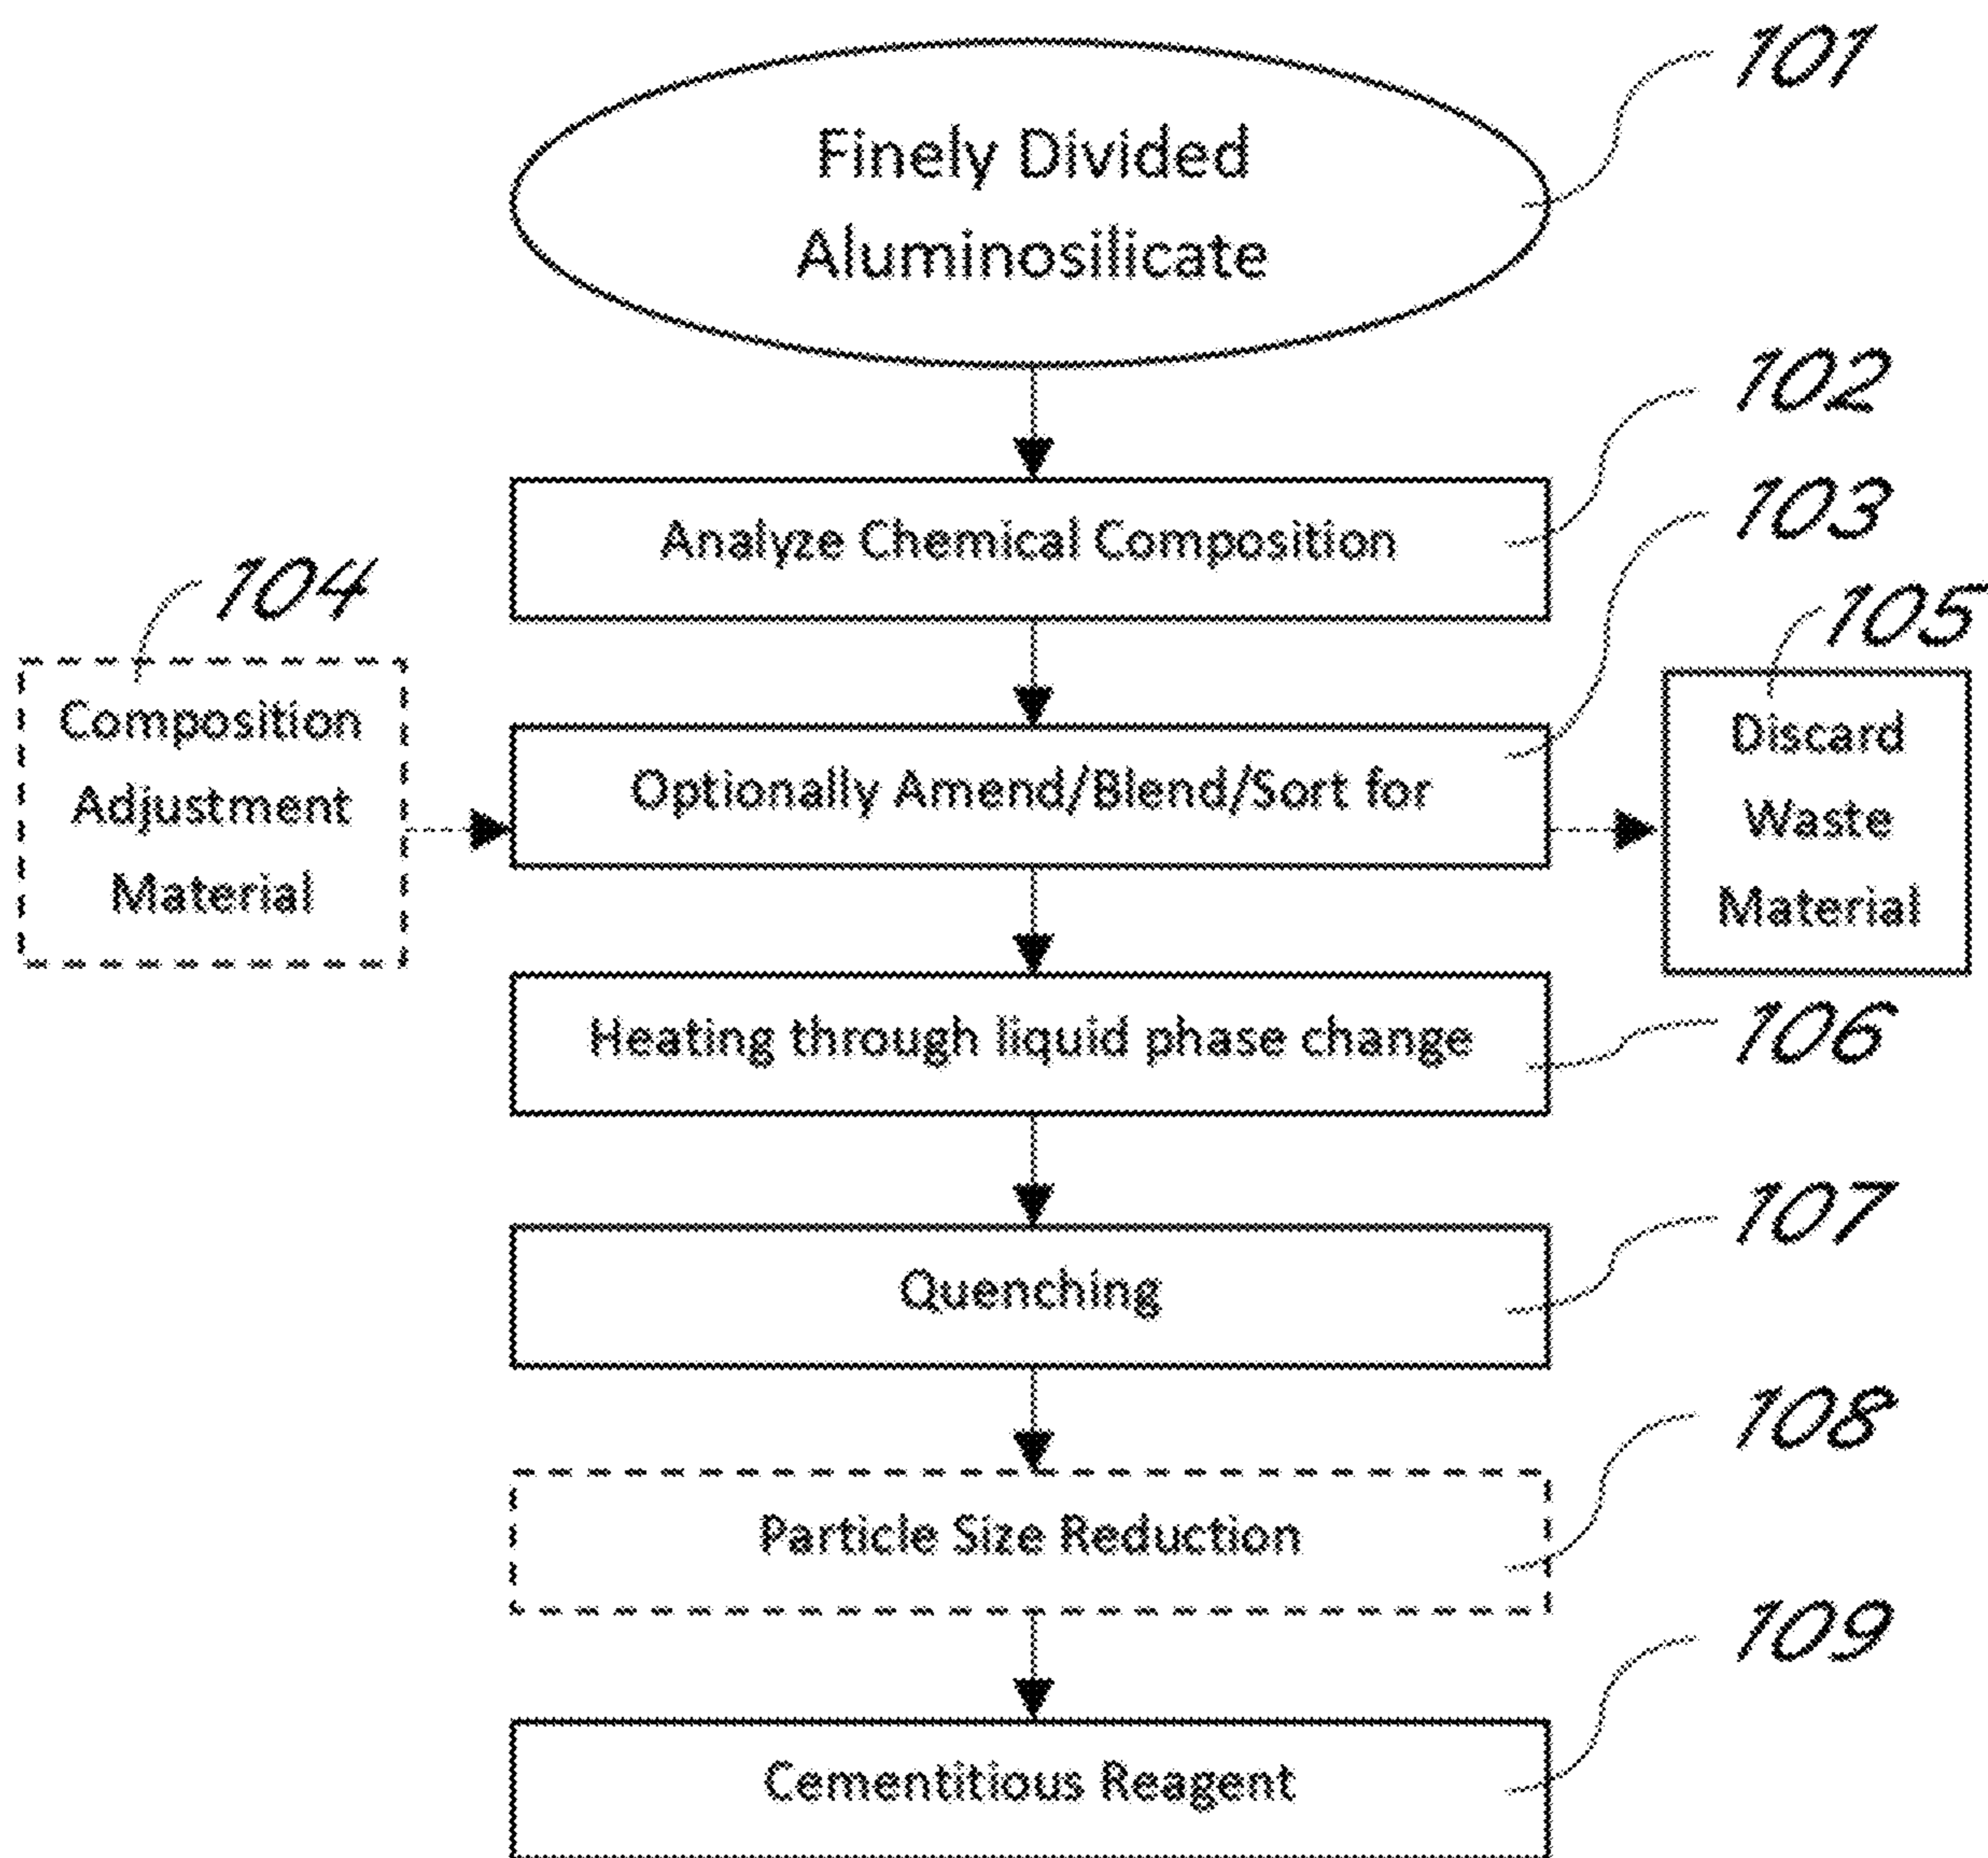 101
Finely Divided
Aluminosilicate
102
Analyze Chemical Composition
103
104
Composition
Adjustment
Material
Optionally Amend/Blend/Sort for
105
Discard
Waste
Material
106
Heating through liquid phase change
107
Quenching
108
Particle Size Reduction
109
Cementitious Reagent